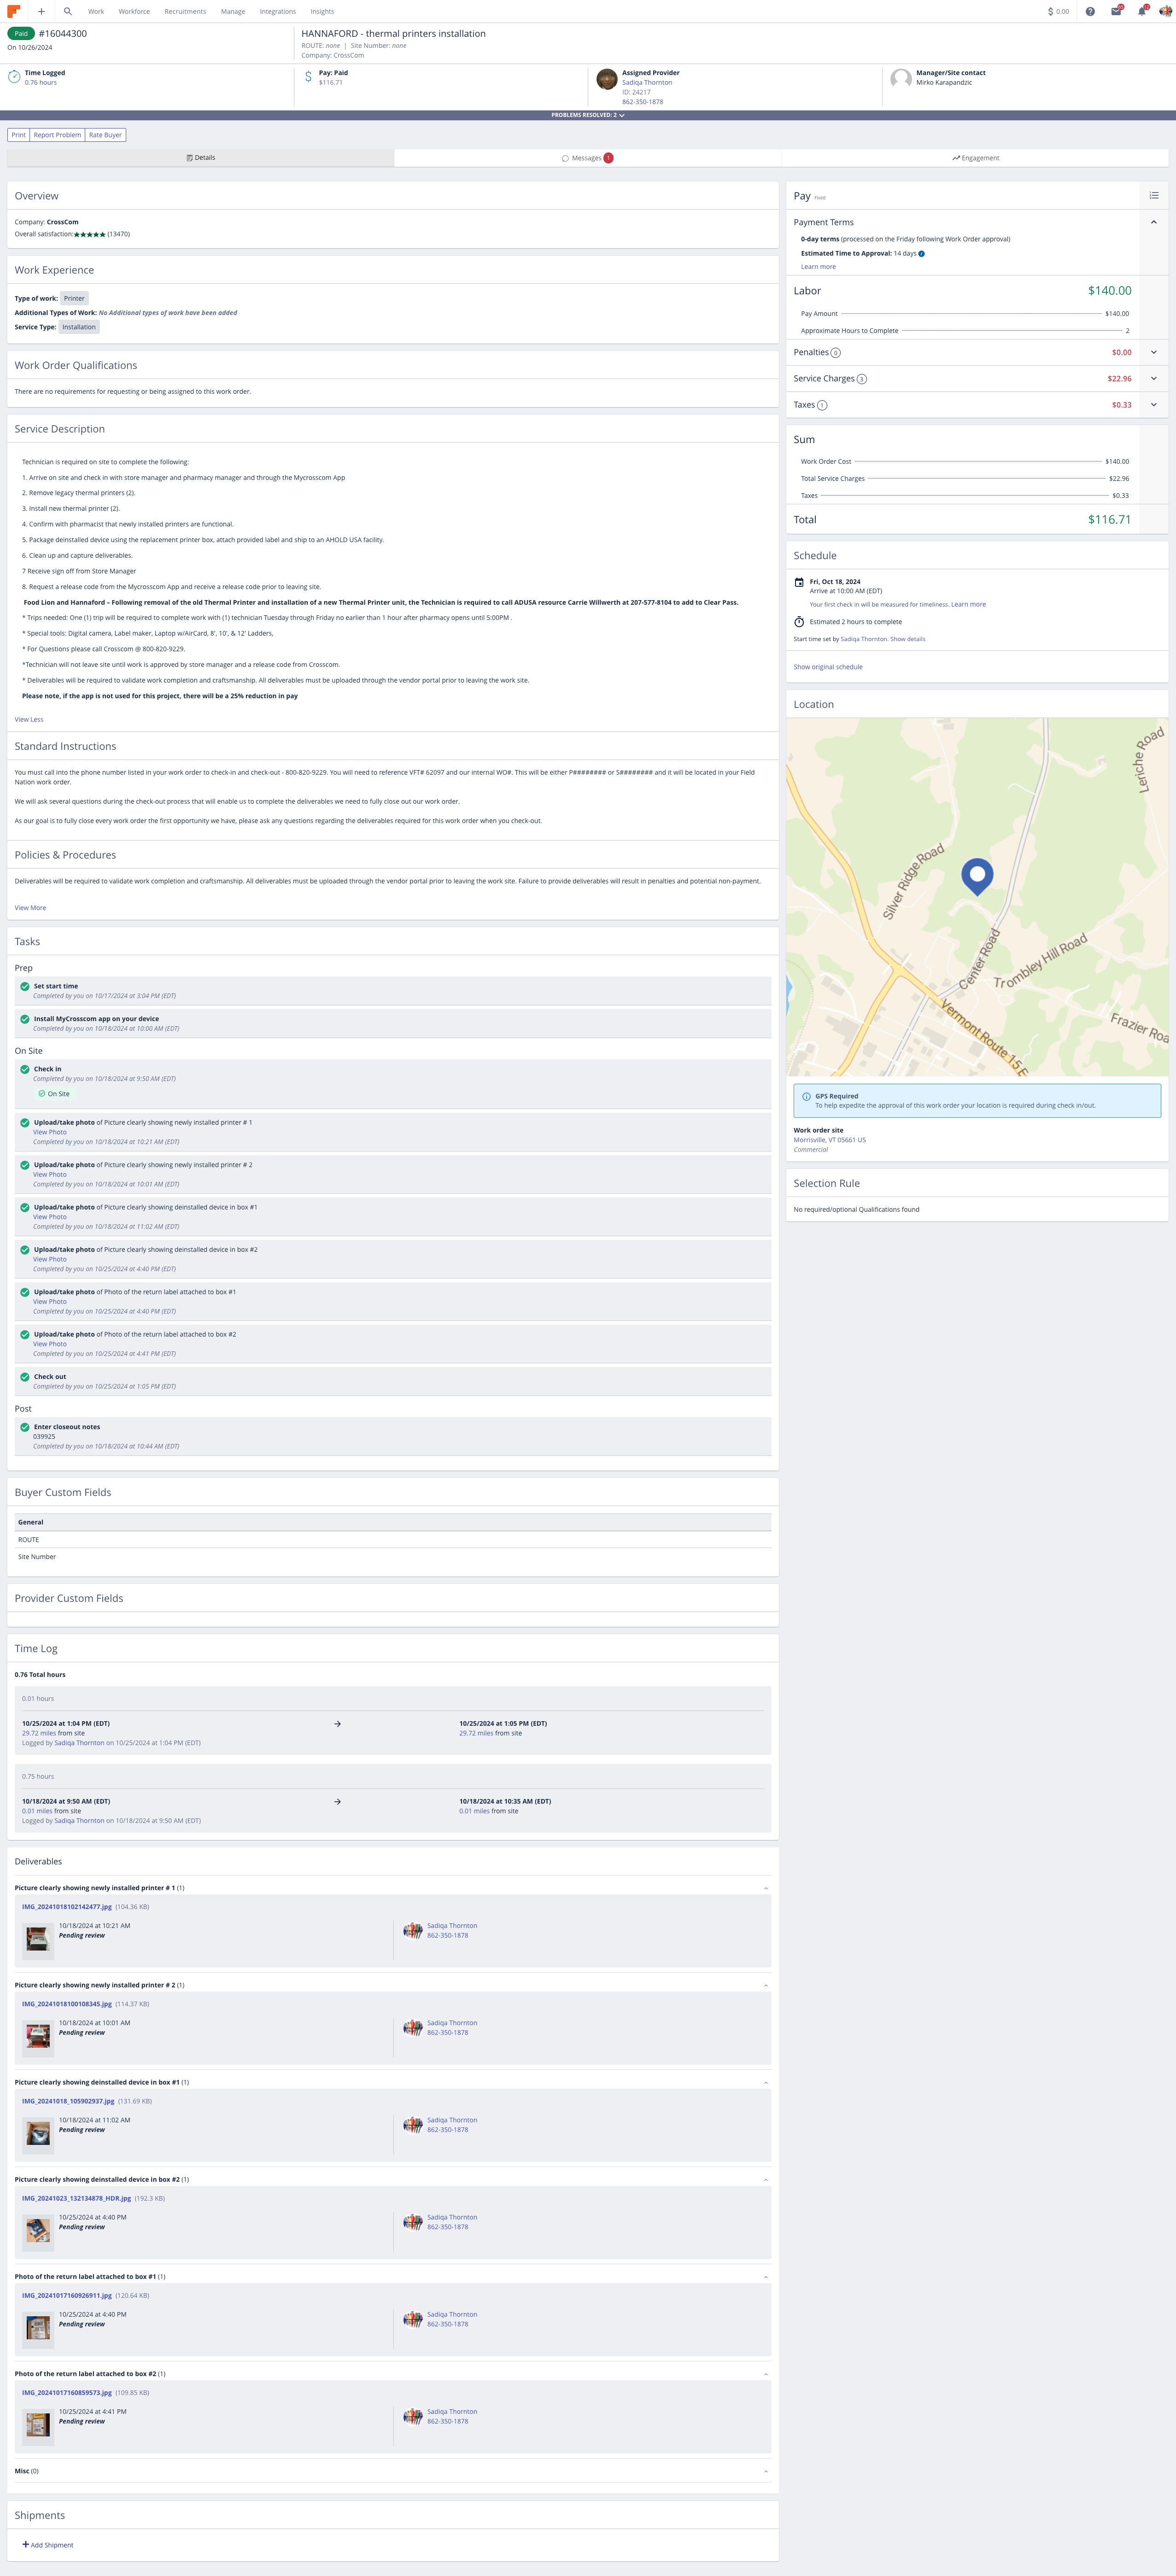 Work Workforce Recruitments Manage Integrations Insights
$ 0.00
Paid #16044300
On 10/26/2024
HANNAFORD - thermal printers installation
ROUTE: none | Site Number: none
Company: CrossCom
Time Logged
0.76 hours
Pay: Paid
$116.71
Assigned Provider
Sadiqa Thornton
ID: 24217
862-350-1878
Manager/Site contact
Mirko Karapandzic
PROBLEMS RESOLVED: 2
Print Report Problem Rate Buyer
Details
Messages 1
Engagement
Overview
Company: CrossCom
Overall satisfaction: ★★★★★ (13470)
Work Experience
Type of work: Printer
Additional Types of Work: No Additional types of work have been added
Service Type: Installation
Work Order Qualifications
There are no requirements for requesting or being assigned to this work order.
Service Description
Technician is required on site to complete the following:
1. Arrive on site and check in with store manager and pharmacy manager and through the Mycrosscom App
2. Remove legacy thermal printers (2).
3. Install new thermal printer (2).
4. Confirm with pharmacist that newly installed printers are functional.
5. Package deinstalled device using the replacement printer box, attach provided label and ship to an AHOLD USA facility.
6. Clean up and capture deliverables.
7 Receive sign off from Store Manager
8. Request a release code from the MyCrosscom App and receive a release code prior to leaving site.
Food Lion and Hannaford – Following removal of the old Thermal Printer and installation of a new Thermal Printer unit, the Technician is required to call ADUSA resource Carrie Willwerth at 207-577-8104 to add to Clear Pass.
* Trips needed: One (1) trip will be required to complete work with (1) technician Tuesday through Friday no earlier than 1 hour after pharmacy opens until 5:00PM .
* Special tools: Digital camera, Label maker, Laptop w/AirCard, 8', 10', & 12' Ladders,
* For Questions please call Crosscom @ 800-820-9229.
*Technician will not leave site until work is approved by store manager and a release code from Crosscom.
* Deliverables will be required to validate work completion and craftsmanship. All deliverables must be uploaded through the vendor portal prior to leaving the work site.
Please note, if the app is not used for this project, there will be a 25% reduction in pay
View Less
Standard Instructions
You must call into the phone number listed in your work order to check-in and check-out - 800-820-9229. You will need to reference VFT# 62097 and our internal WO#. This will be either P######## or S######## and it will be located in your Field
Nation work order.
We will ask several questions during the check-out process that will enable us to complete the deliverables we need to fully close out our work order.
As our goal is to fully close every work order the first opportunity we have, please ask any questions regarding the deliverables required for this work order when you check-out.
Policies & Procedures
Deliverables will be required to validate work completion and craftsmanship. All deliverables must be uploaded through the vendor portal prior to leaving the work site. Failure to provide deliverables will result in penalties and potential non-payment.
View More
Tasks
Prep
Set start time
Completed by you on 10/17/2024 at 3:04 PM (EDT)
Install MyCrosscom app on your device
Completed by you on 10/18/2024 at 10:00 AM (EDT)
On Site
Check in
Completed by you on 10/18/2024 at 9:50 AM (EDT)
On Site
Upload/take photo of Picture clearly showing newly installed printer # 1
View Photo
Completed by you on 10/18/2024 at 10:21 AM (EDT)
Upload/take photo of Picture clearly showing newly installed printer # 2
View Photo
Completed by you on 10/18/2024 at 10:01 AM (EDT)
Upload/take photo of Picture clearly showing deinstalled device in box #1
View Photo
Completed by you on 10/18/2024 at 11:02 AM (EDT)
Upload/take photo of Picture clearly showing deinstalled device in box #2
View Photo
Completed by you on 10/25/2024 at 4:40 PM (EDT)
Upload/take photo of Photo of the return label attached to box #1
View Photo
Completed by you on 10/25/2024 at 4:40 PM (EDT)
Upload/take photo of Photo of the return label attached to box #2
View Photo
Completed by you on 10/25/2024 at 4:41 PM (EDT)
Check out
Completed by you on 10/25/2024 at 1:05 PM (EDT)
Post
Enter closeout notes
039925
Completed by you on 10/18/2024 at 10:44 AM (EDT)
Buyer Custom Fields
General
ROUTE
Site Number
Provider Custom Fields
Time Log
0.76 Total hours
0.01 hours
10/25/2024 at 1:04 PM (EDT)
29.72 miles from site
Logged by Sadiqa Thornton on 10/25/2024 at 1:04 PM (EDT)
10/25/2024 at 1:05 PM (EDT)
29.72 miles from site
0.75 hours
10/18/2024 at 9:50 AM (EDT)
0.01 miles from site
Logged by Sadiqa Thornton on 10/18/2024 at 9:50 AM (EDT)
10/18/2024 at 10:35 AM (EDT)
0.01 miles from site
Deliverables
Picture clearly showing newly installed printer # 1 (1)
IMG_20241018102142477.jpg (104.36 KB)
10/18/2024 at 10:21 AM
Pending review
Sadiqa Thornton
862-350-1878
Picture clearly showing newly installed printer # 2 (1)
IMG_20241018100108345.jpg (114.37 KB)
10/18/2024 at 10:01 AM
Pending review
Sadiqa Thornton
862-350-1878
Picture clearly showing deinstalled device in box #1 (1)
IMG_20241018_105902937.jpg (131.69 KB)
10/18/2024 at 11:02 AM
Pending review
Sadiqa Thornton
862-350-1878
Picture clearly showing deinstalled device in box #2 (1)
IMG_20241023_132134878_HDR.jpg (192.3 KB)
10/25/2024 at 4:40 PM
Pending review
Sadiqa Thornton
862-350-1878
Photo of the return label attached to box #1 (1)
IMG_20241017160926911.jpg (120.64 KB)
10/25/2024 at 4:40 PM
Pending review
Sadiqa Thornton
862-350-1878
Photo of the return label attached to box #2 (1)
IMG_20241017160859573.jpg (109.85 KB)
10/25/2024 at 4:41 PM
Pending review
Sadiqa Thornton
862-350-1878
Misc (0)
Shipments
Add Shipment
Pay Fixed
Payment Terms
0-day terms (processed on the Friday following Work Order approval)
Estimated Time to Approval: 14 days
Learn more
Labor $140.00
Pay Amount $140.00
Approximate Hours to Complete 2
Penalties 0 $0.00
Service Charges 3 $22.96
Taxes 1 $0.33
Sum
Work Order Cost $140.00
Total Service Charges $22.96
Taxes $0.33
Total $116.71
Schedule
Fri, Oct 18, 2024
Arrive at 10:00 AM (EDT)
Your first check in will be measured for timeliness. Learn more
Estimated 2 hours to complete
Start time set by Sadiqa Thornton. Show details
Show original schedule
Location
Leriche Road
Silver Ridge Road
Center Road
Trombley Hill Road
Vermont Route 15 E
Frazier Roa
GPS Required
To help expedite the approval of this work order your location is required during check in/out.
Work order site
Morrisville, VT 05661 US
Commercial
Selection Rule
No required/optional Qualifications found